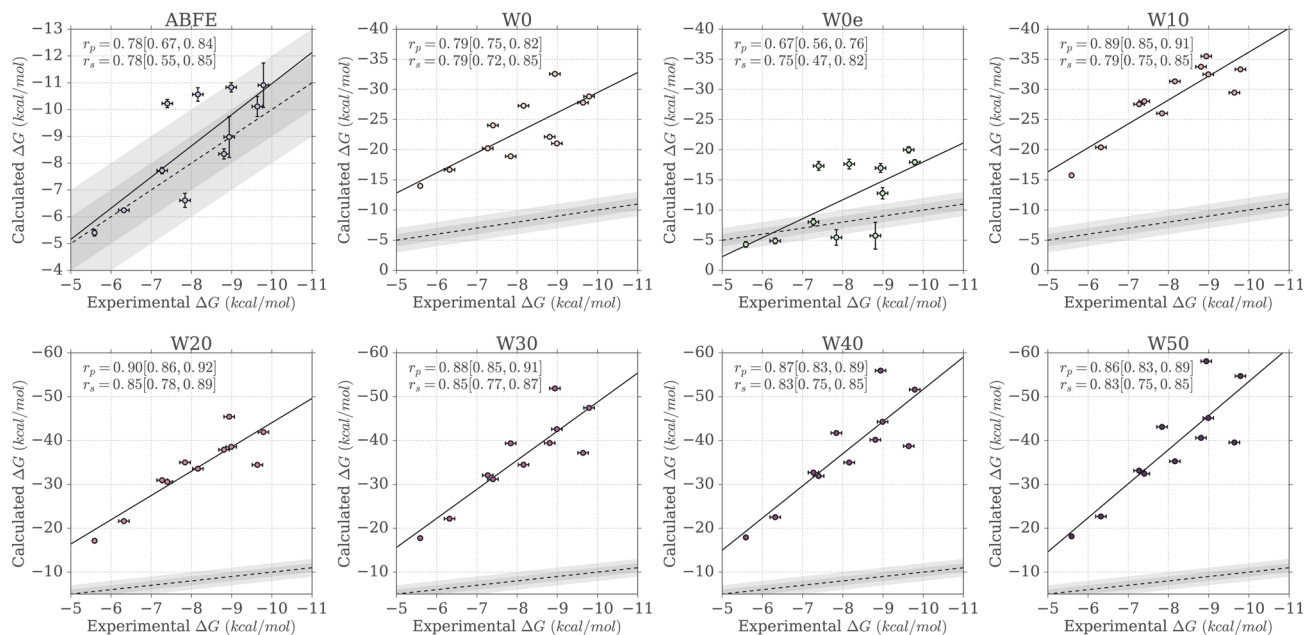 ABFE
r_p = 0.78[0.67, 0.84]
r_s = 0.78[0.55, 0.85]
Calculated ΔG (kcal/mol)
−13
−12
−11
−10
−9
−8
−7
−6
−5
−4
−5 −6 −7 −8 −9 −10 −11
Experimental ΔG (kcal/mol)
W0
r_p = 0.79[0.75, 0.82]
r_s = 0.79[0.72, 0.85]
Calculated ΔG (kcal/mol)
−40
−35
−30
−25
−20
−15
−10
−5
0
−5 −6 −7 −8 −9 −10 −11
Experimental ΔG (kcal/mol)
W0e
r_p = 0.67[0.56, 0.76]
r_s = 0.75[0.47, 0.82]
Calculated ΔG (kcal/mol)
−40
−35
−30
−25
−20
−15
−10
−5
0
−5 −6 −7 −8 −9 −10 −11
Experimental ΔG (kcal/mol)
W10
r_p = 0.89[0.85, 0.91]
r_s = 0.79[0.75, 0.85]
Calculated ΔG (kcal/mol)
−40
−35
−30
−25
−20
−15
−10
−5
0
−5 −6 −7 −8 −9 −10 −11
Experimental ΔG (kcal/mol)
W20
r_p = 0.90[0.86, 0.92]
r_s = 0.85[0.78, 0.89]
Calculated ΔG (kcal/mol)
−60
−50
−40
−30
−20
−10
−5 −6 −7 −8 −9 −10 −11
Experimental ΔG (kcal/mol)
W30
r_p = 0.88[0.85, 0.91]
r_s = 0.85[0.77, 0.87]
Calculated ΔG (kcal/mol)
−60
−50
−40
−30
−20
−10
−5 −6 −7 −8 −9 −10 −11
Experimental ΔG (kcal/mol)
W40
r_p = 0.87[0.83, 0.89]
r_s = 0.83[0.75, 0.85]
Calculated ΔG (kcal/mol)
−60
−50
−40
−30
−20
−10
−5 −6 −7 −8 −9 −10 −11
Experimental ΔG (kcal/mol)
W50
r_p = 0.86[0.83, 0.89]
r_s = 0.83[0.75, 0.85]
Calculated ΔG (kcal/mol)
−60
−50
−40
−30
−20
−10
−5 −6 −7 −8 −9 −10 −11
Experimental ΔG (kcal/mol)